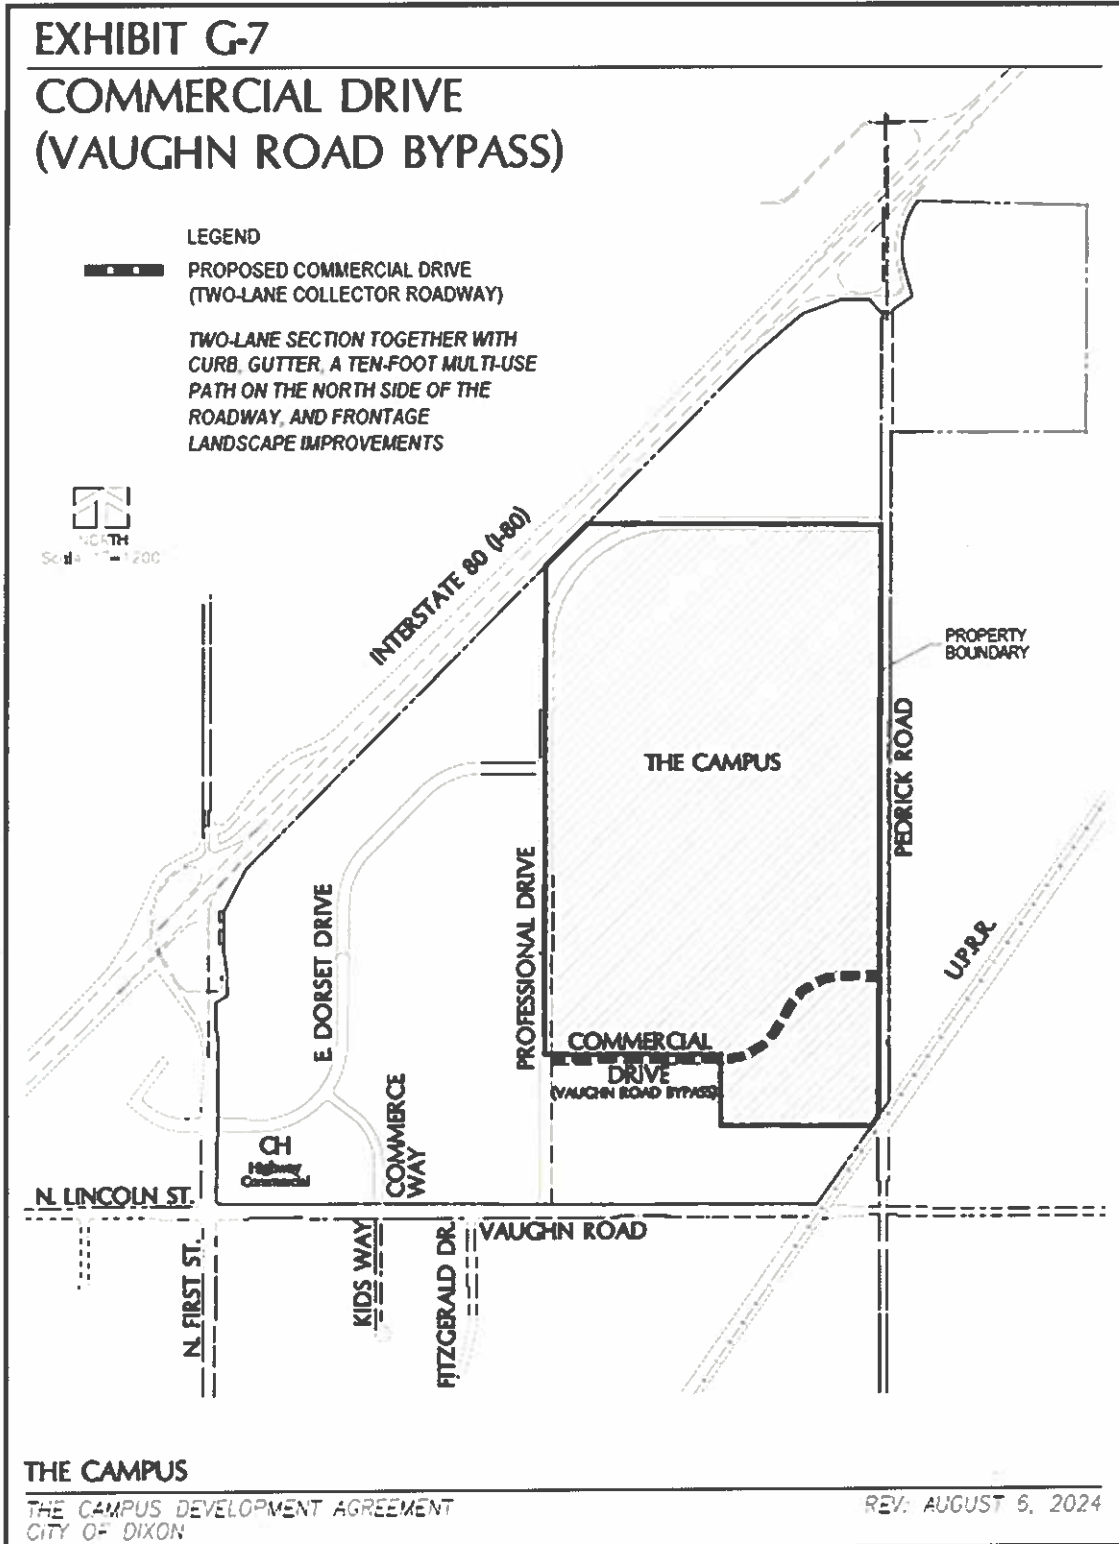 EXHIBIT G-7
COMMERCIAL DRIVE
(VAUGHN ROAD BYPASS)
LEGEND
PROPOSED COMMERCIAL DRIVE
(TWO-LANE COLLECTOR ROADWAY)
TWO-LANE SECTION TOGETHER WITH
CURB, GUTTER, A TEN-FOOT MULTI-USE
PATH ON THE NORTH SIDE OF THE
ROADWAY, AND FRONTAGE
LANDSCAPE IMPROVEMENTS
NORTH
INTERSTATE 80 (I-80)
PROPERTY
BOUNDARY
THE CAMPUS
PEDRICK ROAD
U.P.R.R.
E. DORSET DRIVE
PROFESSIONAL DRIVE
COMMERCIAL
DRIVE
(VAUGHN ROAD BYPASS)
COMMERCE
WAY
CH
Highway
Commercial
N. LINCOLN ST.
VAUGHN ROAD
N. FIRST ST.
KIDS WAY
FITZGERALD DR.
THE CAMPUS
THE CAMPUS DEVELOPMENT AGREEMENT
CITY OF DIXON
REV: AUGUST 5, 2024